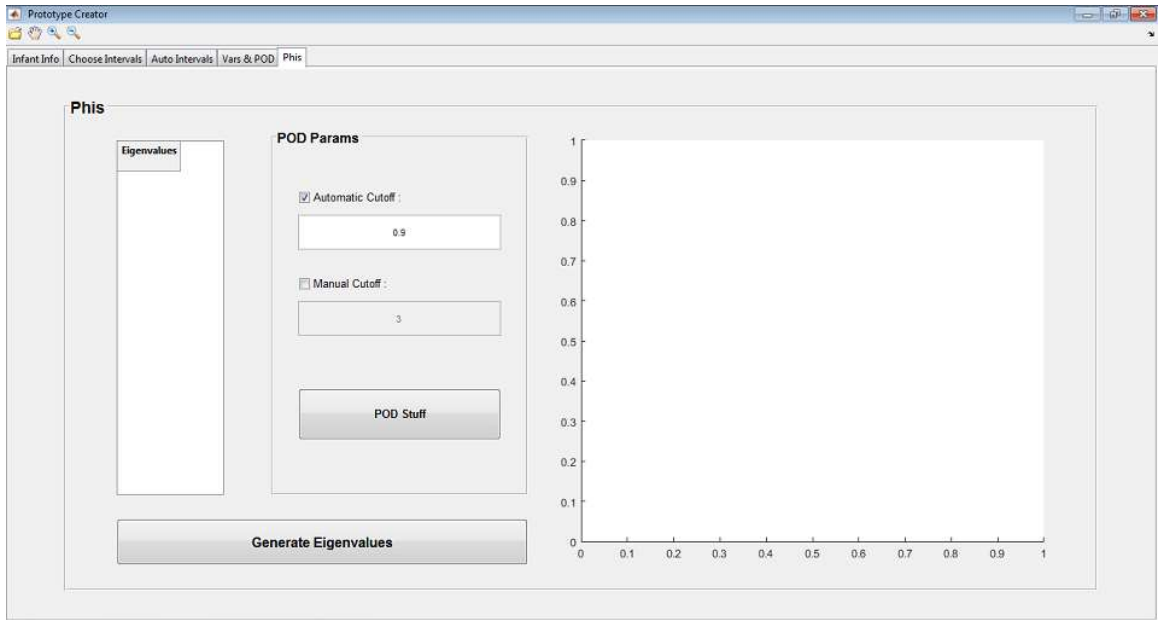 Prototype Creator
Infant Info Choose Intervals Auto Intervals Vars & POD Phis
Phis
Eigenvalues
POD Params
Automatic Cutoff :
0.9
Manual Cutoff :
3
POD Stuff
Generate Eigenvalues
1
0.9
0.8
0.7
0.6
0.5
0.4
0.3
0.2
0.1
0
0 0.1 0.2 0.3 0.4 0.5 0.6 0.7 0.8 0.9 1